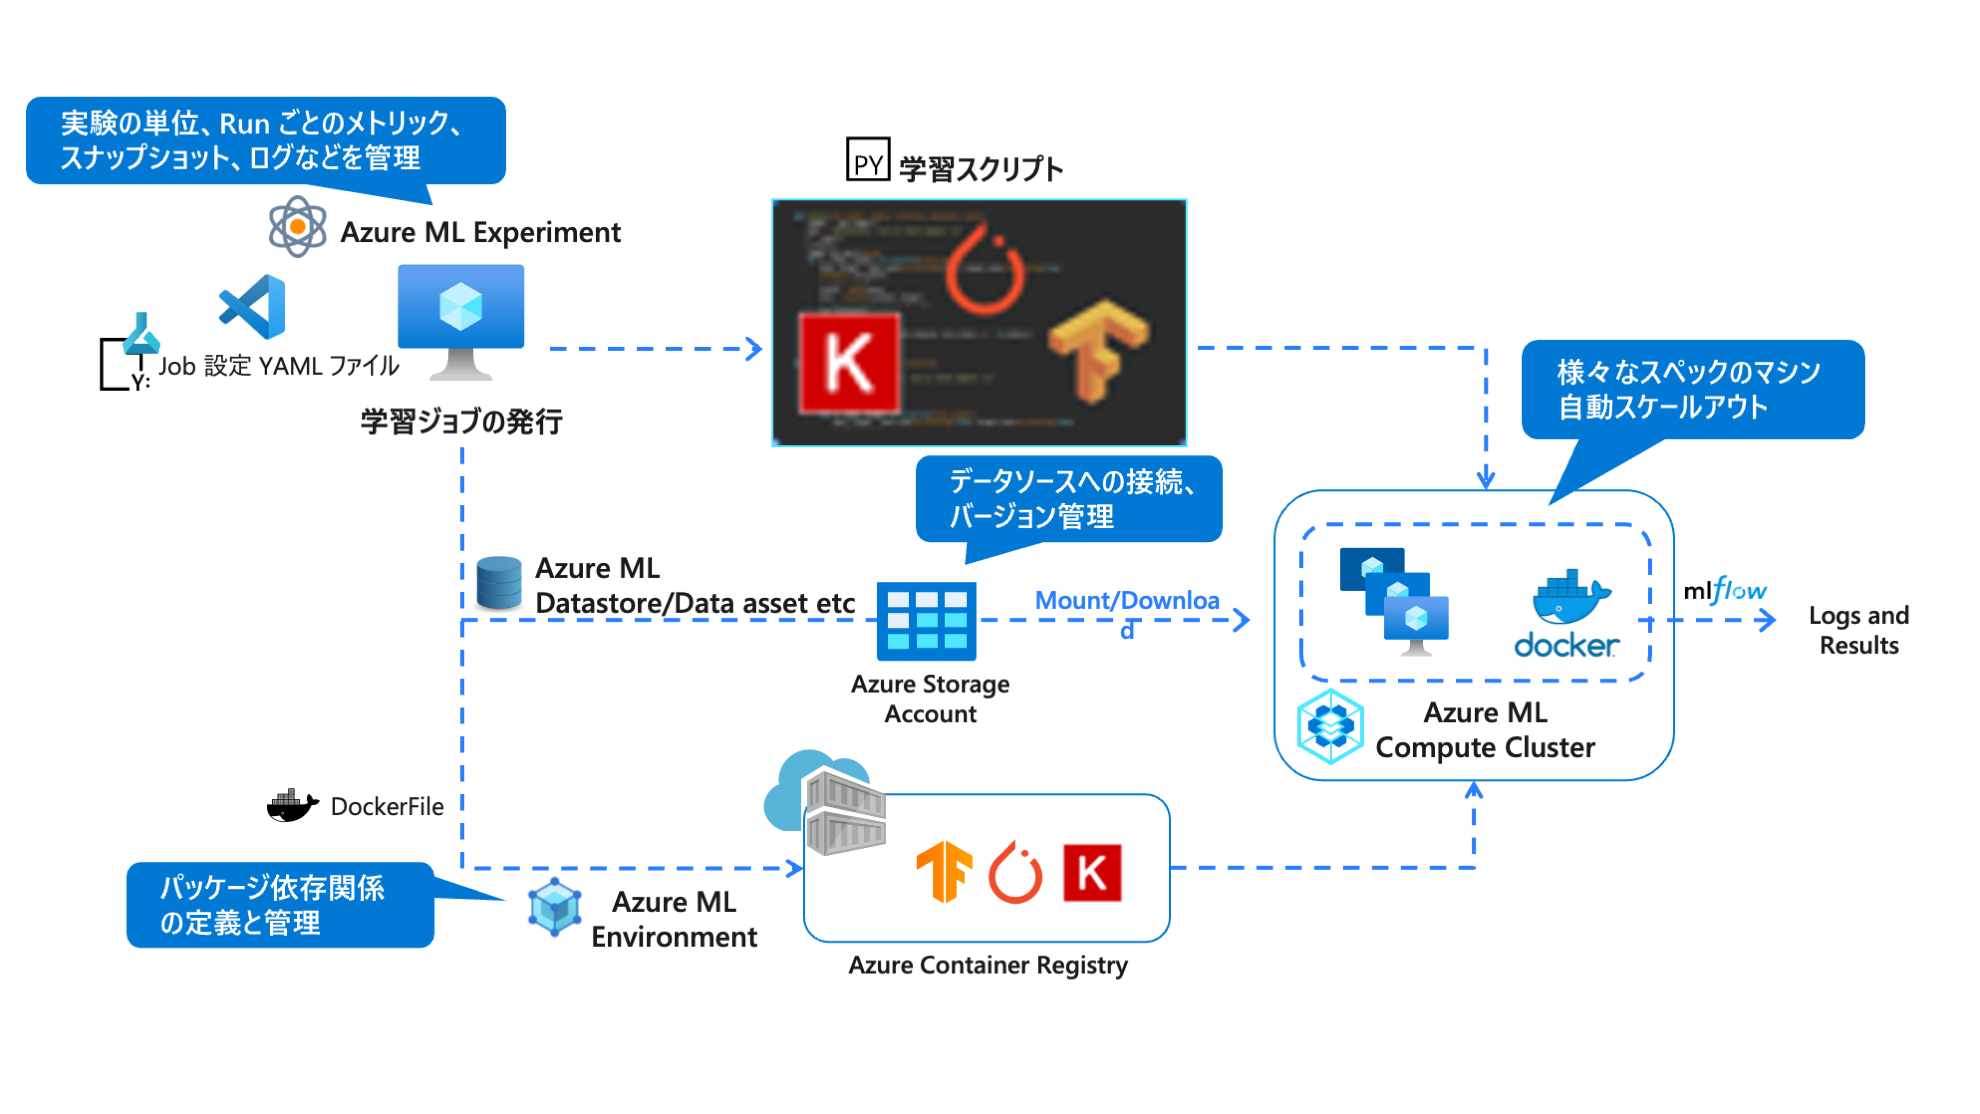 実験の単位、Run ごとのメトリック、
スナップショット、ログなどを管理
Azure ML Experiment
Y:
Job 設定 YAML ファイル
学習ジョブの発行
PY 学習スクリプト
K
様々なスペックのマシン
自動スケールアウト
データソースへの接続、
バージョン管理
Azure ML
Datastore/Data asset etc
Azure Storage
Account
Mount/Downloa
d
docker
mlflow
Logs and
Results
Azure ML
Compute Cluster
DockerFile
パッケージ依存関係
の定義と管理
Azure ML
Environment
K
Azure Container Registry